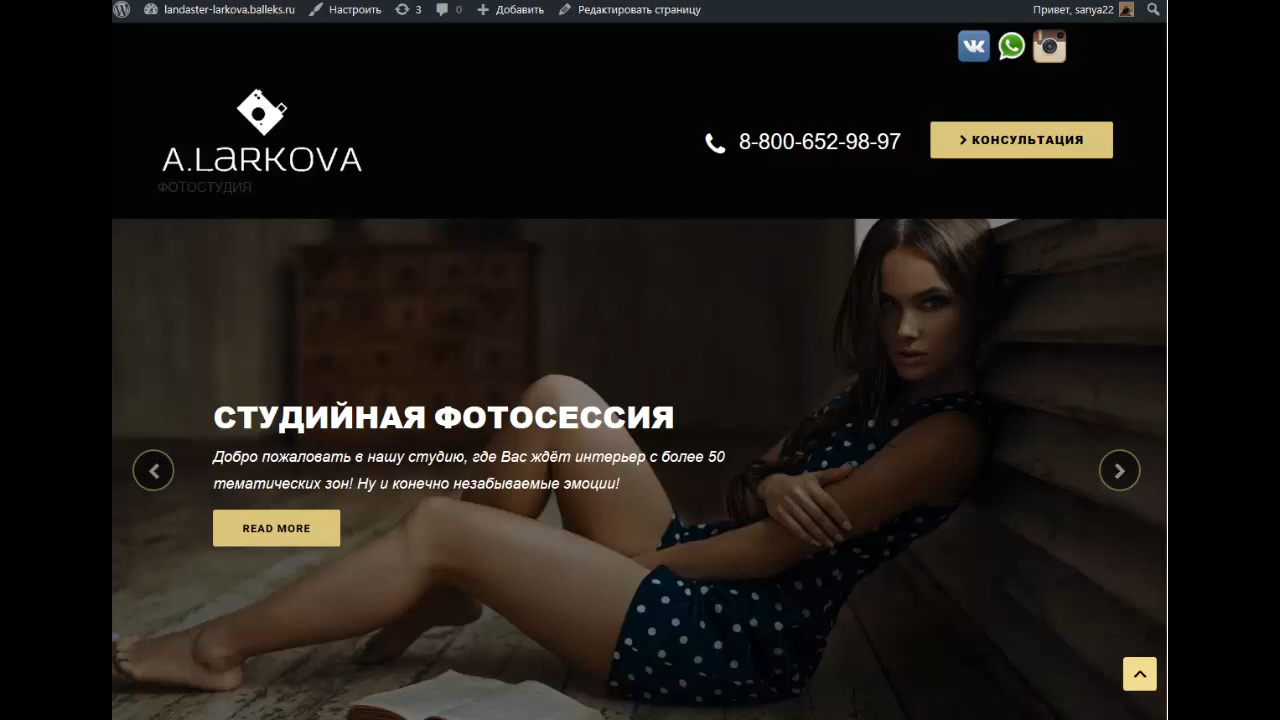 landaster-larkova.balleks.ru Настроить 3 0 Добавить Редактировать страницу Привет, sanya22
A.LARKOVA
ФОТОСТУДИЯ
8-800-652-98-97
КОНСУЛЬТАЦИЯ
СТУДИЙНАЯ ФОТОСЕССИЯ
Добро пожаловать в нашу студию, где Вас ждёт интерьер с более 50
тематических зон! Ну и конечно незабываемые эмоции!
READ MORE